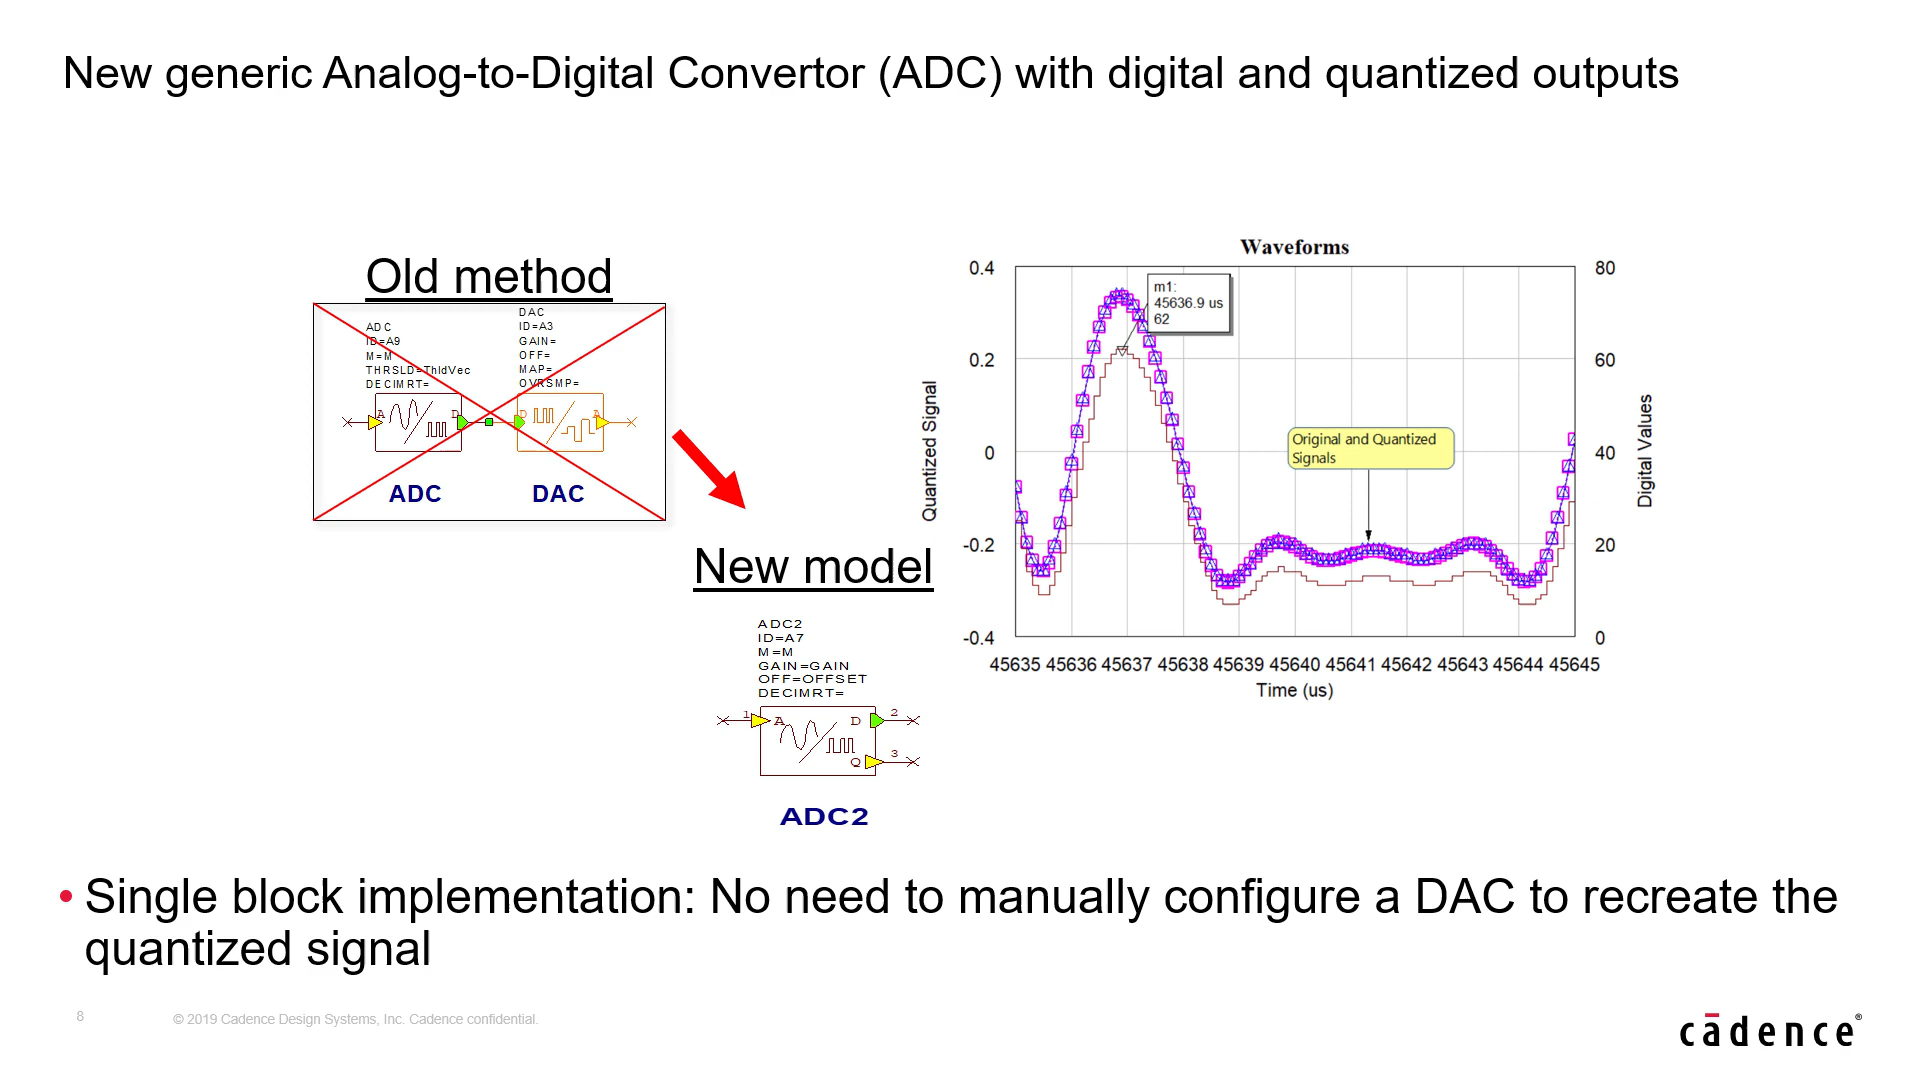 New generic Analog-to-Digital Convertor (ADC) with digital and quantized outputs
Old method
ADC
ID=A9
M=M
THRSLD=ThldVec
DECIMRT=
DAC
ID=A3
GAIN=
OFF=
MAP=
OVRSMP=
A
D
D
A
ADC
DAC
New model
ADC2
ID=A7
M=M
GAIN=GAIN
OFF=OFFSET
DECIMRT=
1
A
D
2
Q
3
ADC2
Waveforms
0.4
0.2
0
-0.2
-0.4
Quantized Signal
m1:
45636.9 us
62
Original and Quantized
Signals
80
60
40
20
0
Digital Values
45635 45636 45637 45638 45639 45640 45641 45642 45643 45644 45645
Time (us)
• Single block implementation: No need to manually configure a DAC to recreate the
quantized signal
8
© 2019 Cadence Design Systems, Inc. Cadence confidential.
cādence®